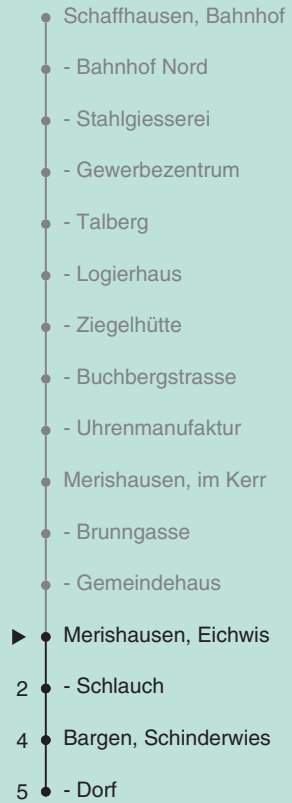 Schaffhausen, Bahnhof
- Bahnhof Nord
- Stahlgiesserei
- Gewerbezentrum
- Talberg
- Logierhaus
- Ziegelhütte
- Buchbergstrasse
- Uhrenmanufaktur
Merishausen, im Kerr
- Brunngasse
- Gemeindehaus
Merishausen, Eichwis
2 - Schlauch
4 Bargen, Schinderwies
5 - Dorf